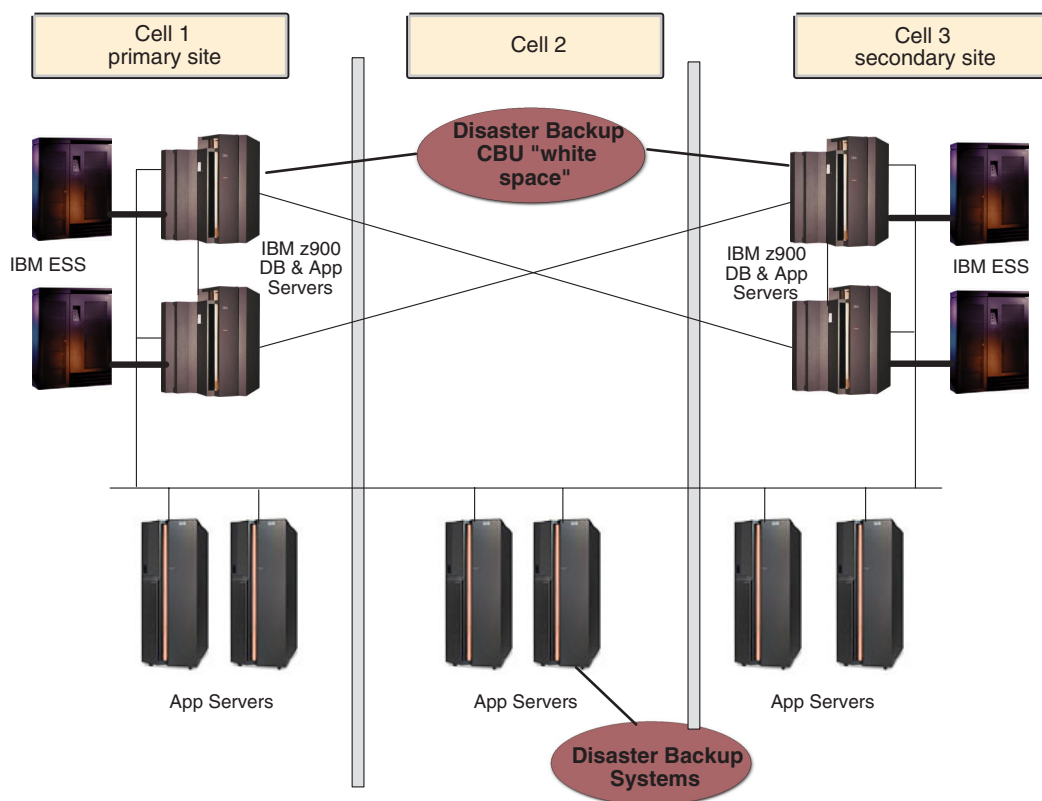 Cell 1
primary site
Cell 2
Cell 3
secondary site
Disaster Backup
CBU "white
space"
IBM ESS
IBM z900
DB & App
Servers
IBM z900
DB & App
Servers
IBM ESS
App Servers
App Servers
App Servers
Disaster Backup
Systems